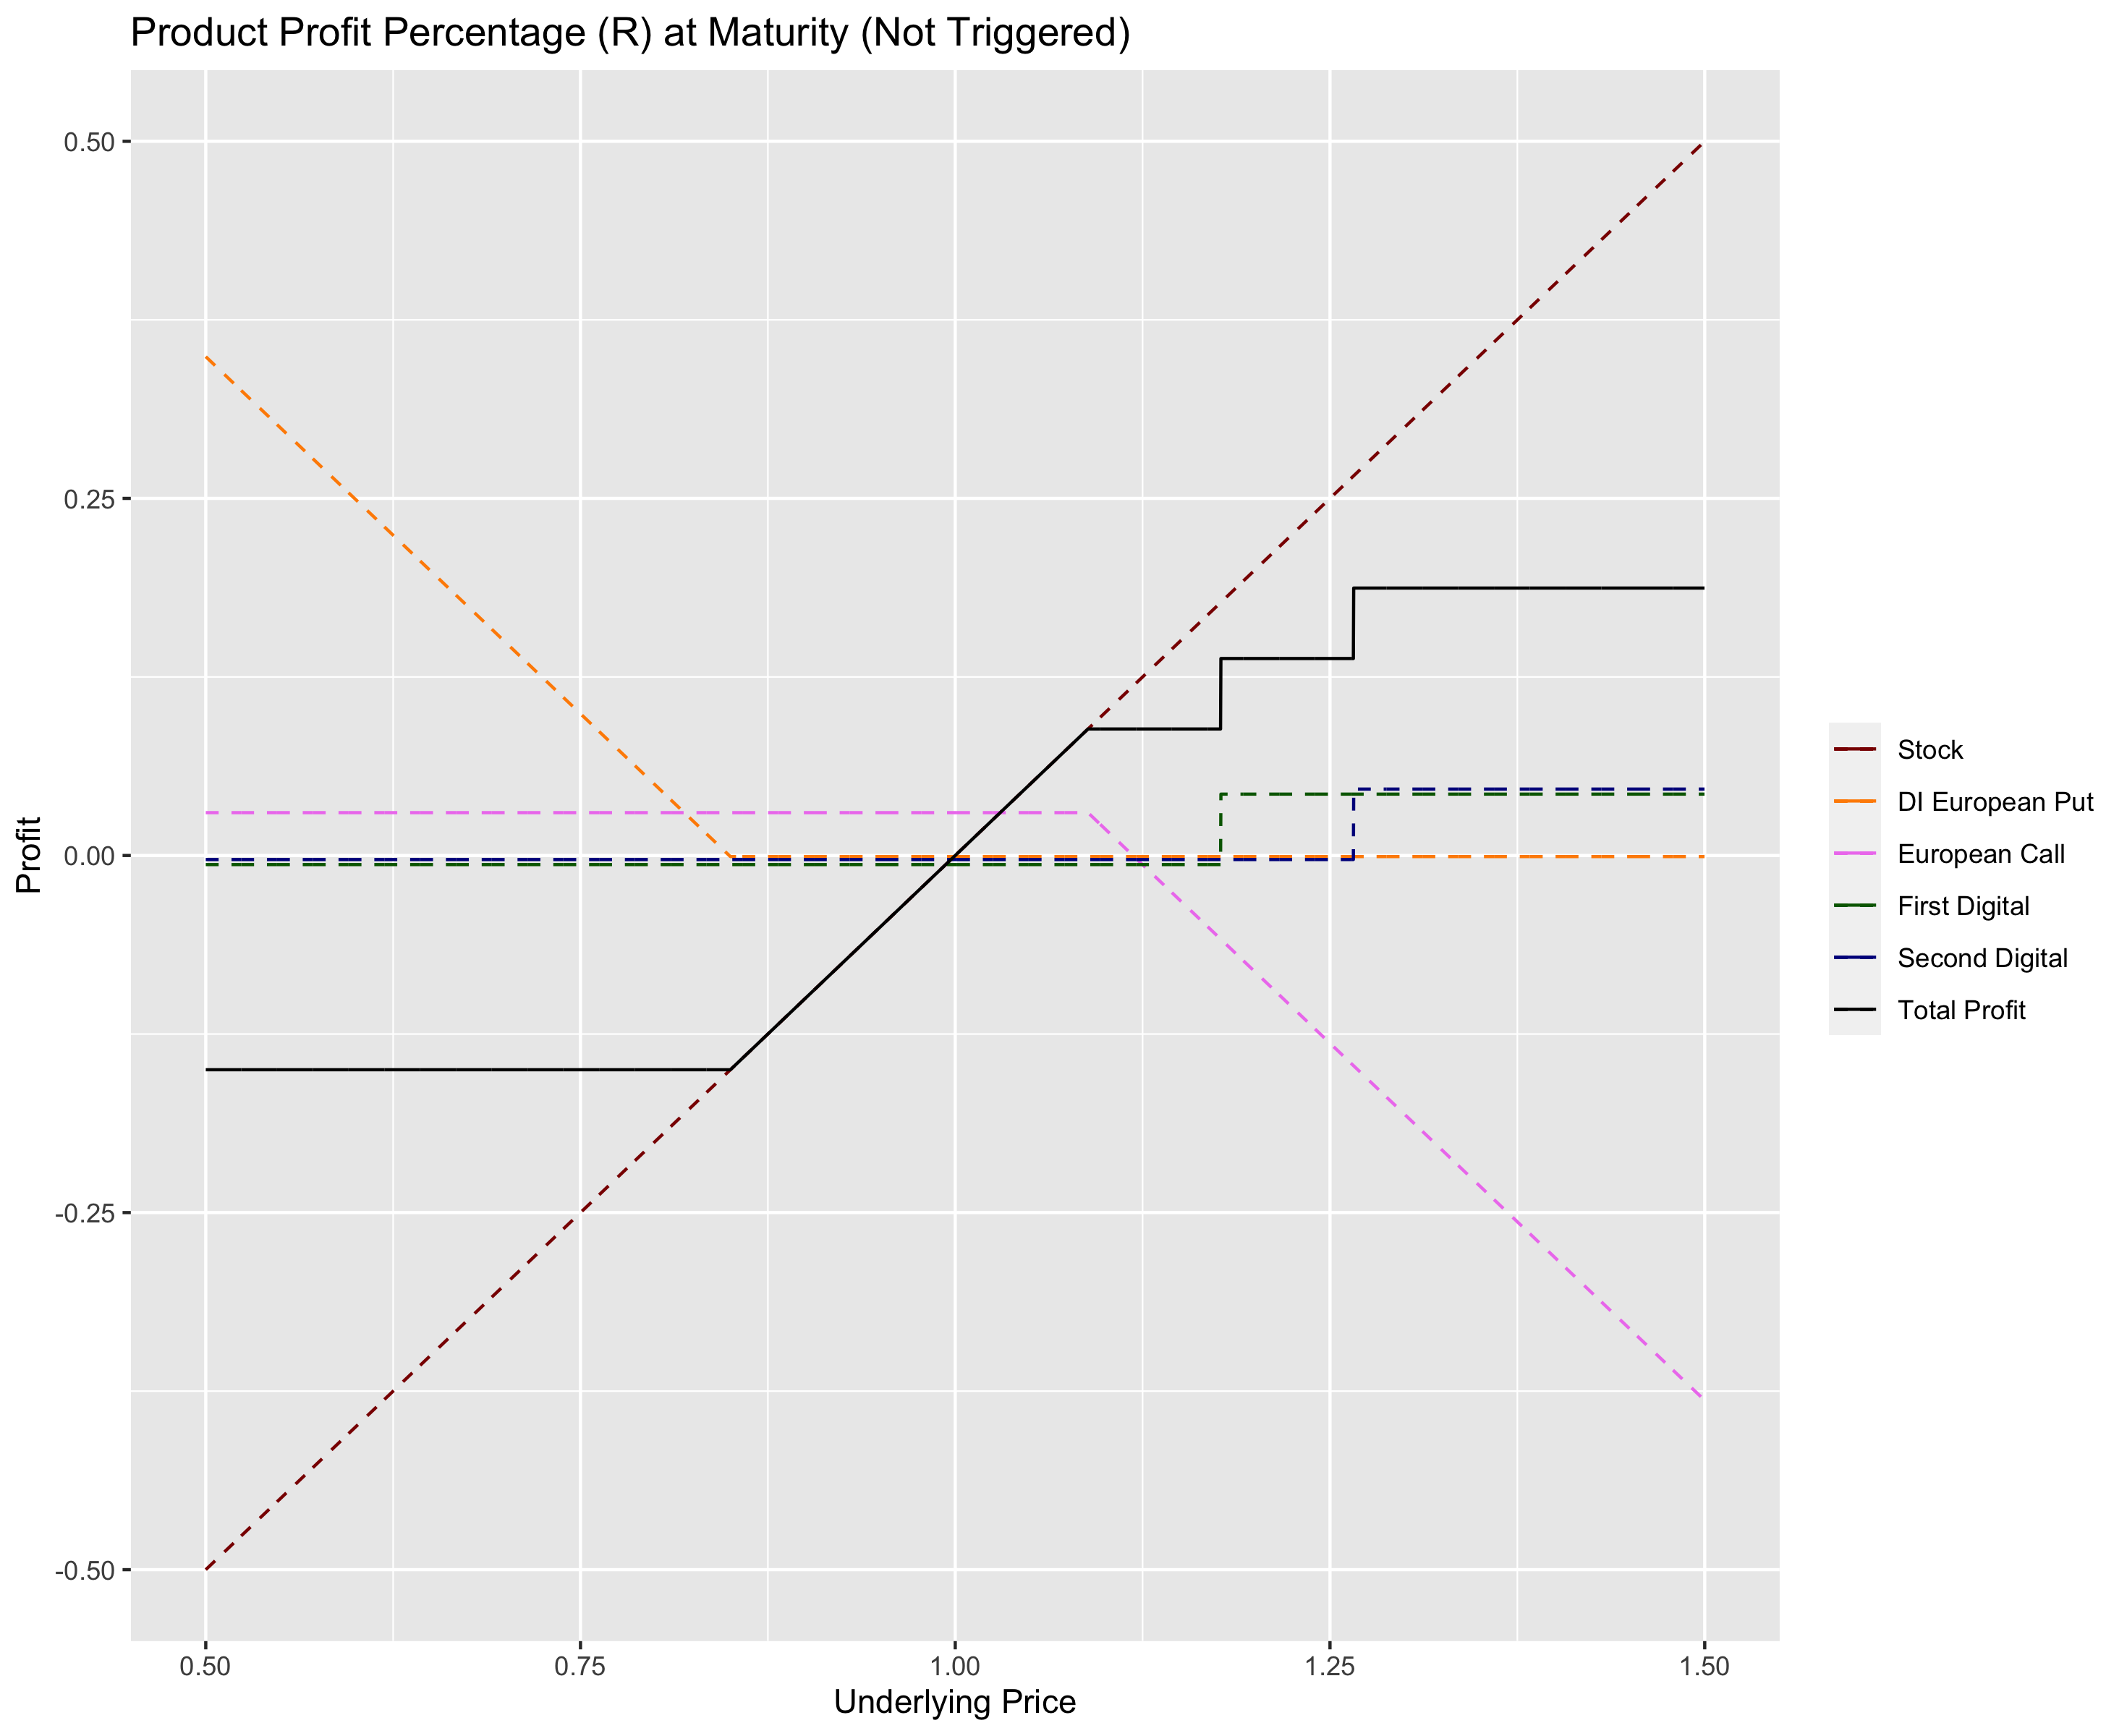 Product Profit Percentage (R) at Maturity (Not Triggered)
0.50
0.25
0.00
-0.25
-0.50
Profit
0.50 0.75 1.00 1.25 1.50
Underlying Price
Stock
DI European Put
European Call
First Digital
Second Digital
Total Profit